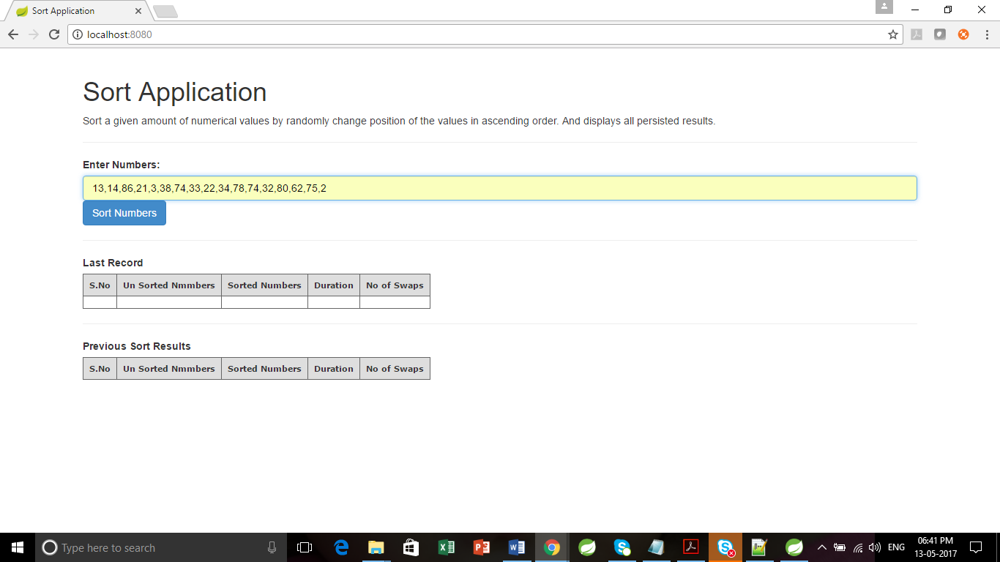 Sort Application
localhost:8080
Sort Application
Sort a given amount of numerical values by randomly change position of the values in ascending order. And displays all persisted results.
Enter Numbers:
13,14,86,21,3,38,74,33,22,34,78,74,32,80,62,75,2
Sort Numbers
Last Record
S.No Un Sorted Nmmbers Sorted Numbers Duration No of Swaps
Previous Sort Results
S.No Un Sorted Nmmbers Sorted Numbers Duration No of Swaps
Type here to search
ENG
06:41 PM
13-05-2017